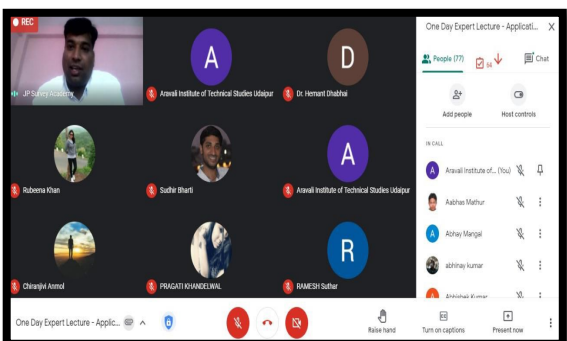 REC
JP Survey Academy
A
Aravali Institute of Technical Studies Udaipur
D
Dr. Hemant Dhabhai
Rubeena Khan
Sudhir Bharti
A
Aravali Institute of Technical Studies Udaipur
Chiranjivi Anmol
PRAGATI KHANDELWAL
R
RAMESH Suthar
One Day Expert Lecture - Applicati... X
People (77)
64
Chat
Add people
Host controls
IN CALL
A Aravali Institute of... (You)
Aabhas Mathur
A Abhay Mangal
abhinay kumar
A Abhishek Kumar
One Day Expert Lecture - Applic...
Raise hand
CC
Turn on captions
Present now